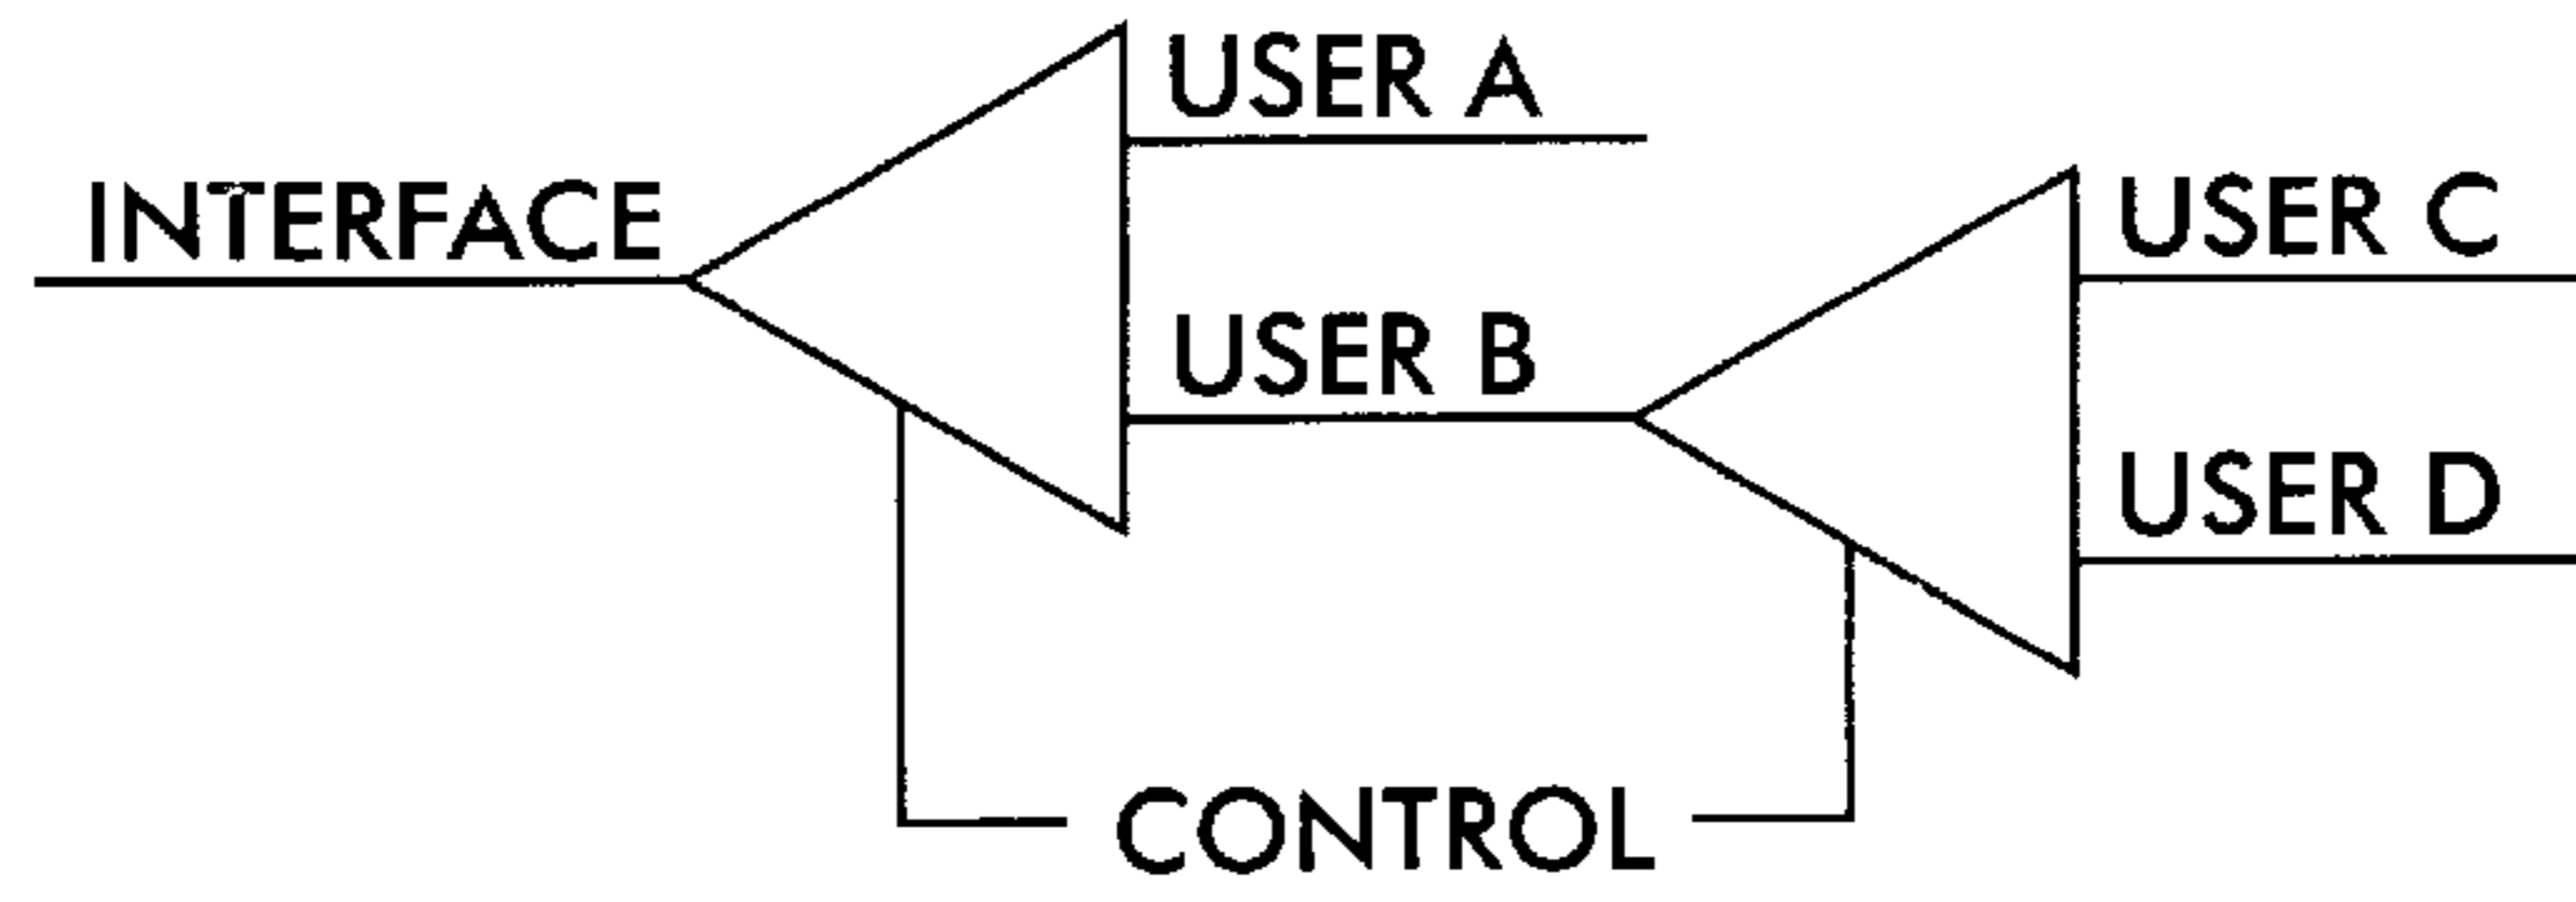 INTERFACE
USER A
USER B
USER C
USER D
CONTROL